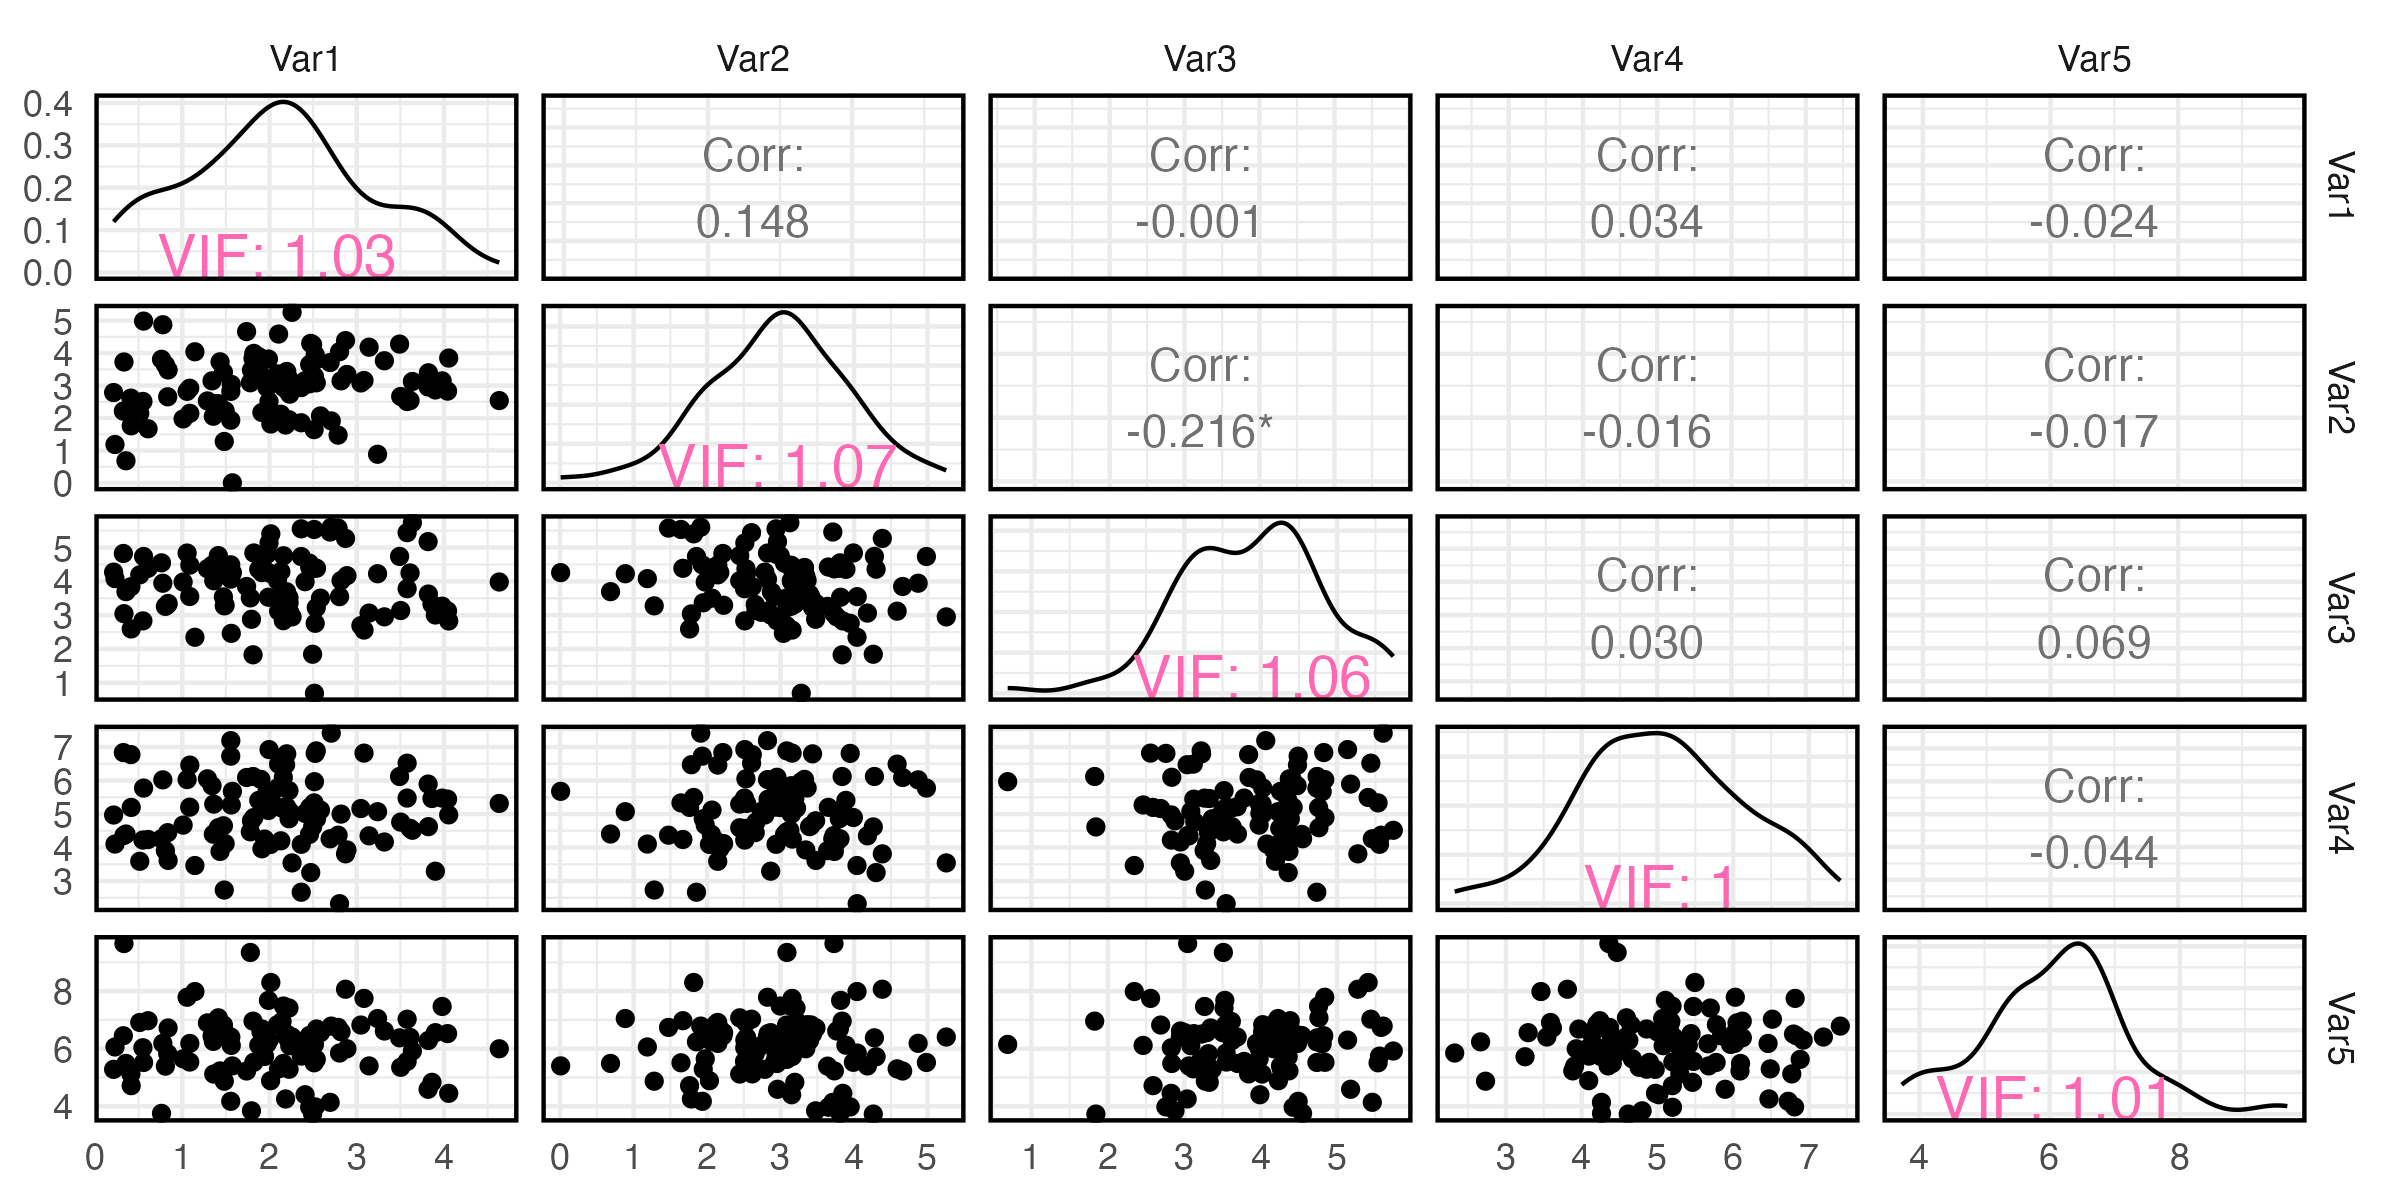 Var1 Var2 Var3 Var4 Var5
0.4
0.3
0.2
0.1
0.0
VIF: 1.03
Corr:
0.148
Corr:
-0.001
Corr:
0.034
Corr:
-0.024
Var1
5
4
3
2
1
0
VIF: 1.07
Corr:
-0.216*
Corr:
-0.016
Corr:
-0.017
Var2
5
4
3
2
1
VIF: 1.06
Corr:
0.030
Corr:
0.069
Var3
7
6
5
4
3
VIF: 1
Corr:
-0.044
Var4
8
6
4
VIF: 1.01
Var5
0 1 2 3 4
0 1 2 3 4 5
1 2 3 4 5
3 4 5 6 7
4 6 8